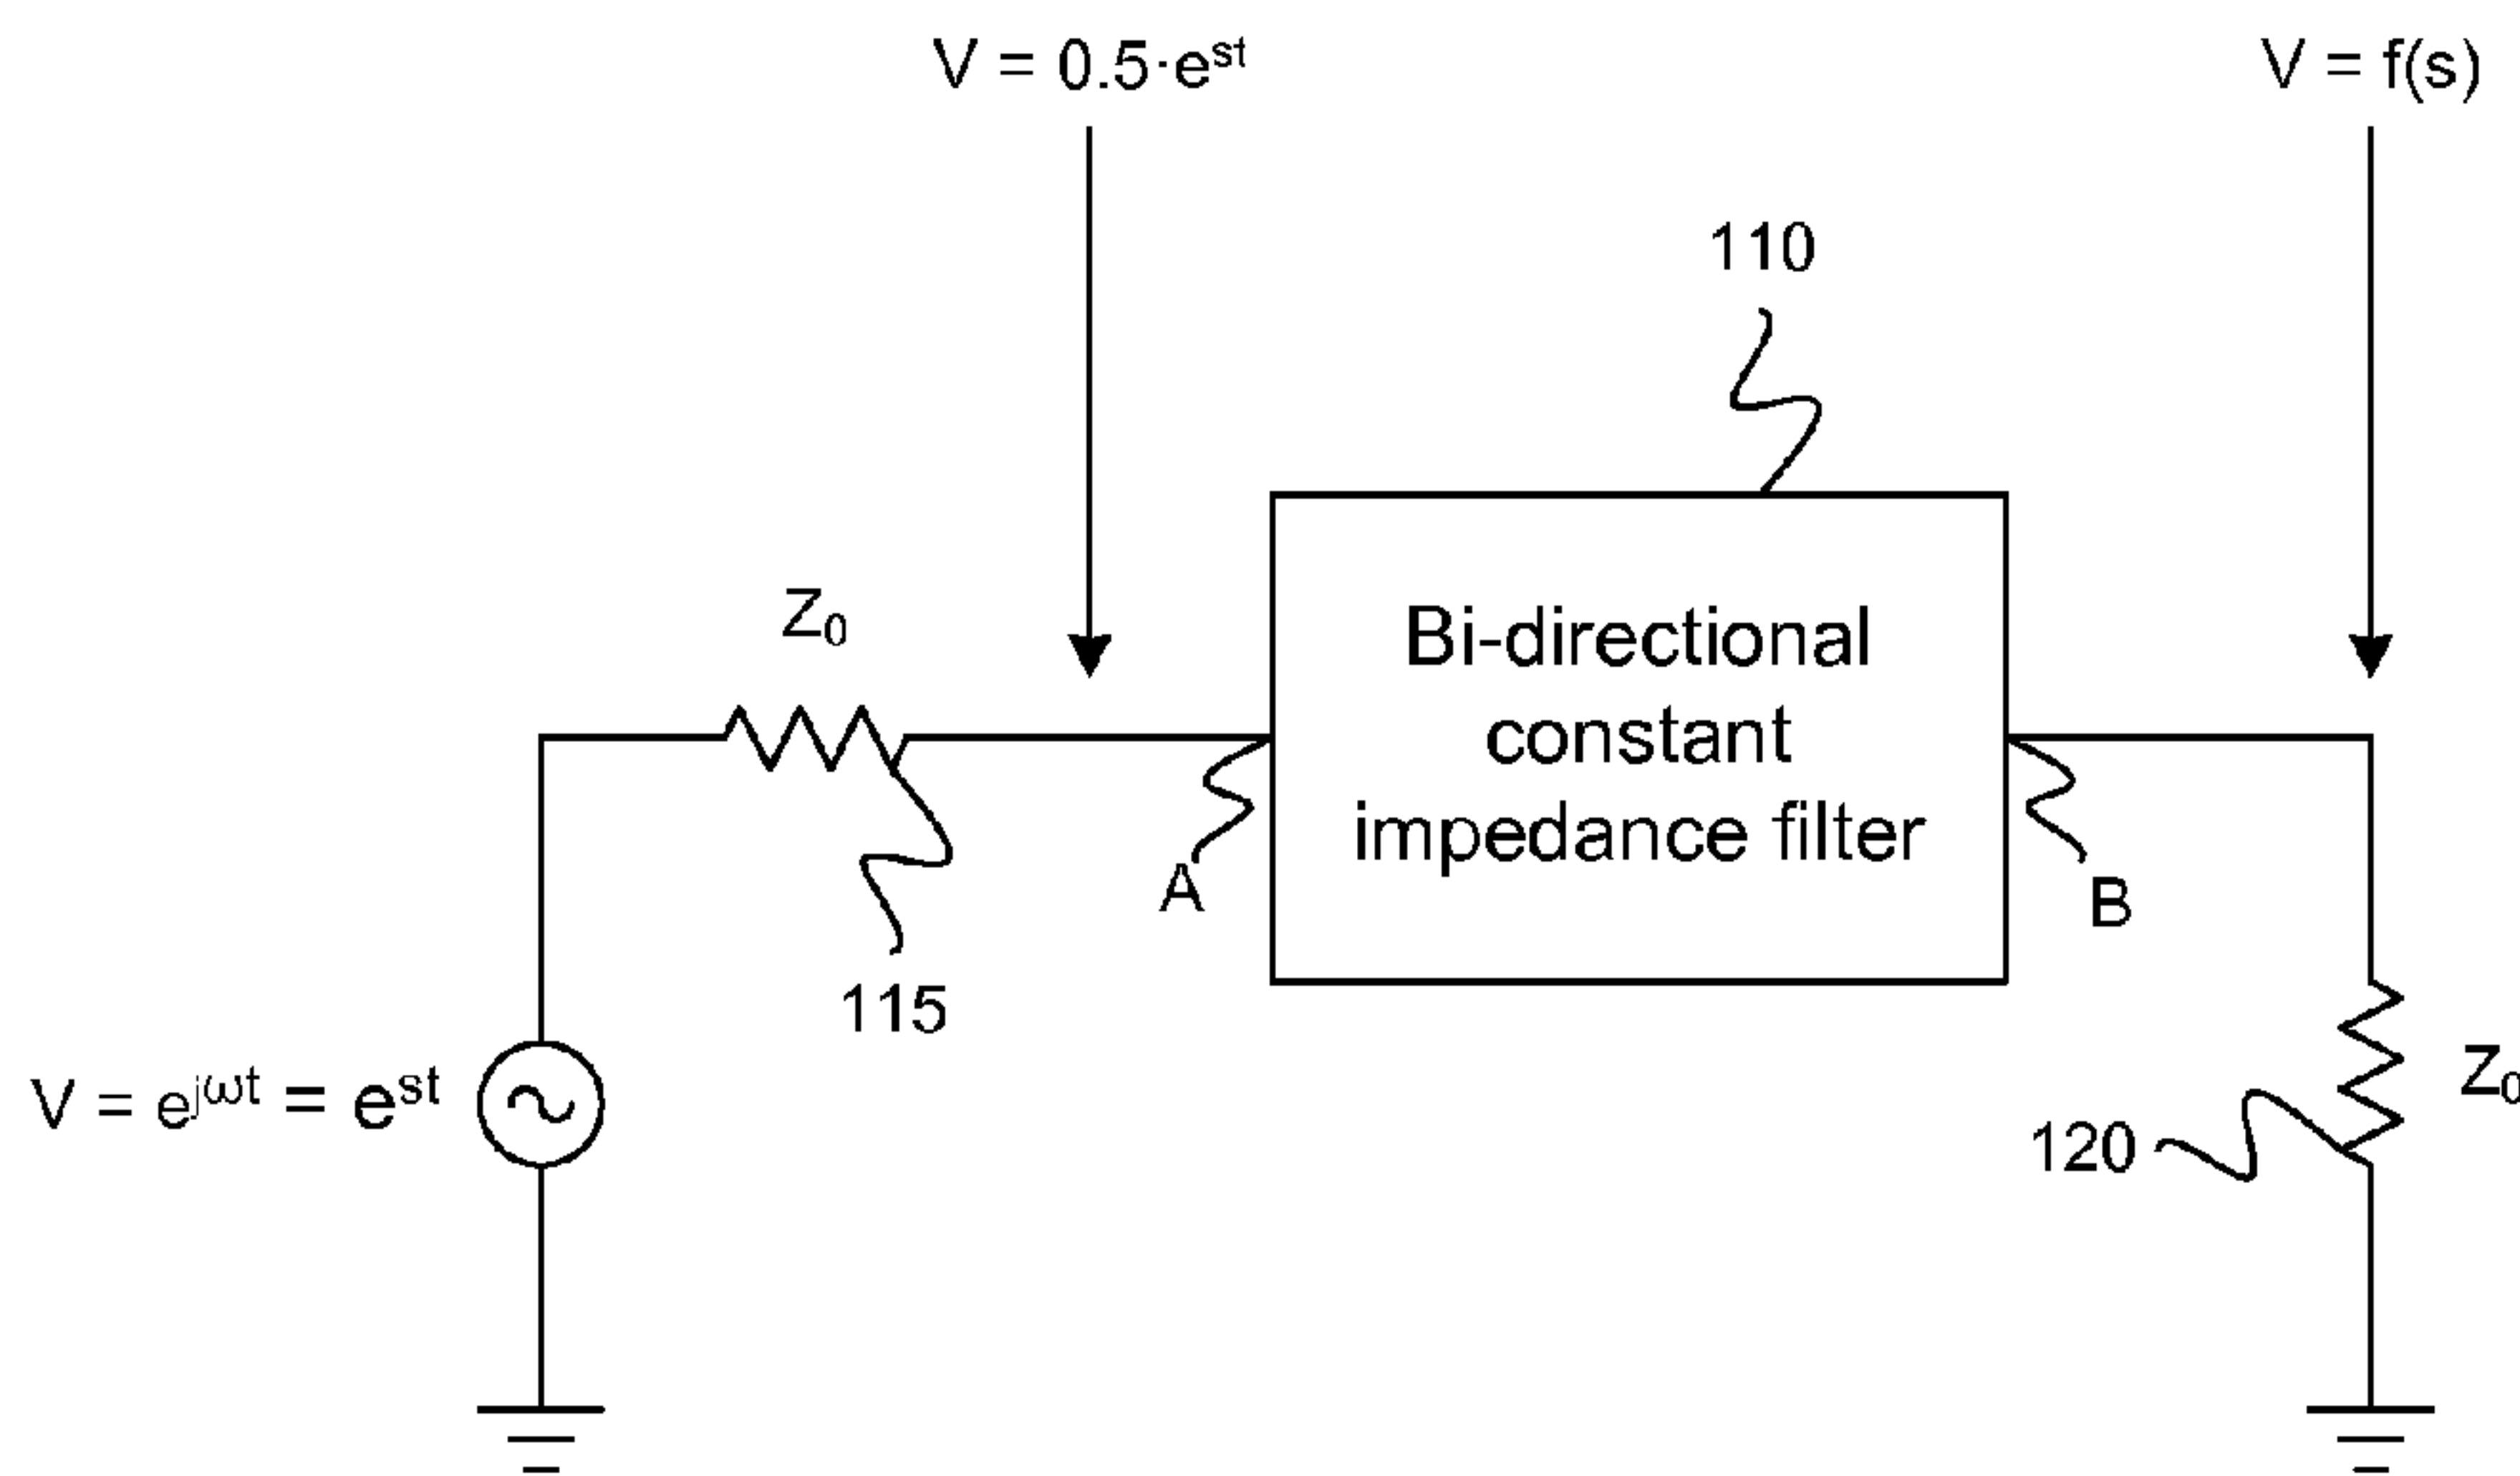 V = 0.5·e^st
V = f(s)
110
Z₀
Bi-directional
constant
impedance filter
A
B
115
V = e^jωt = e^st
Z₀
120